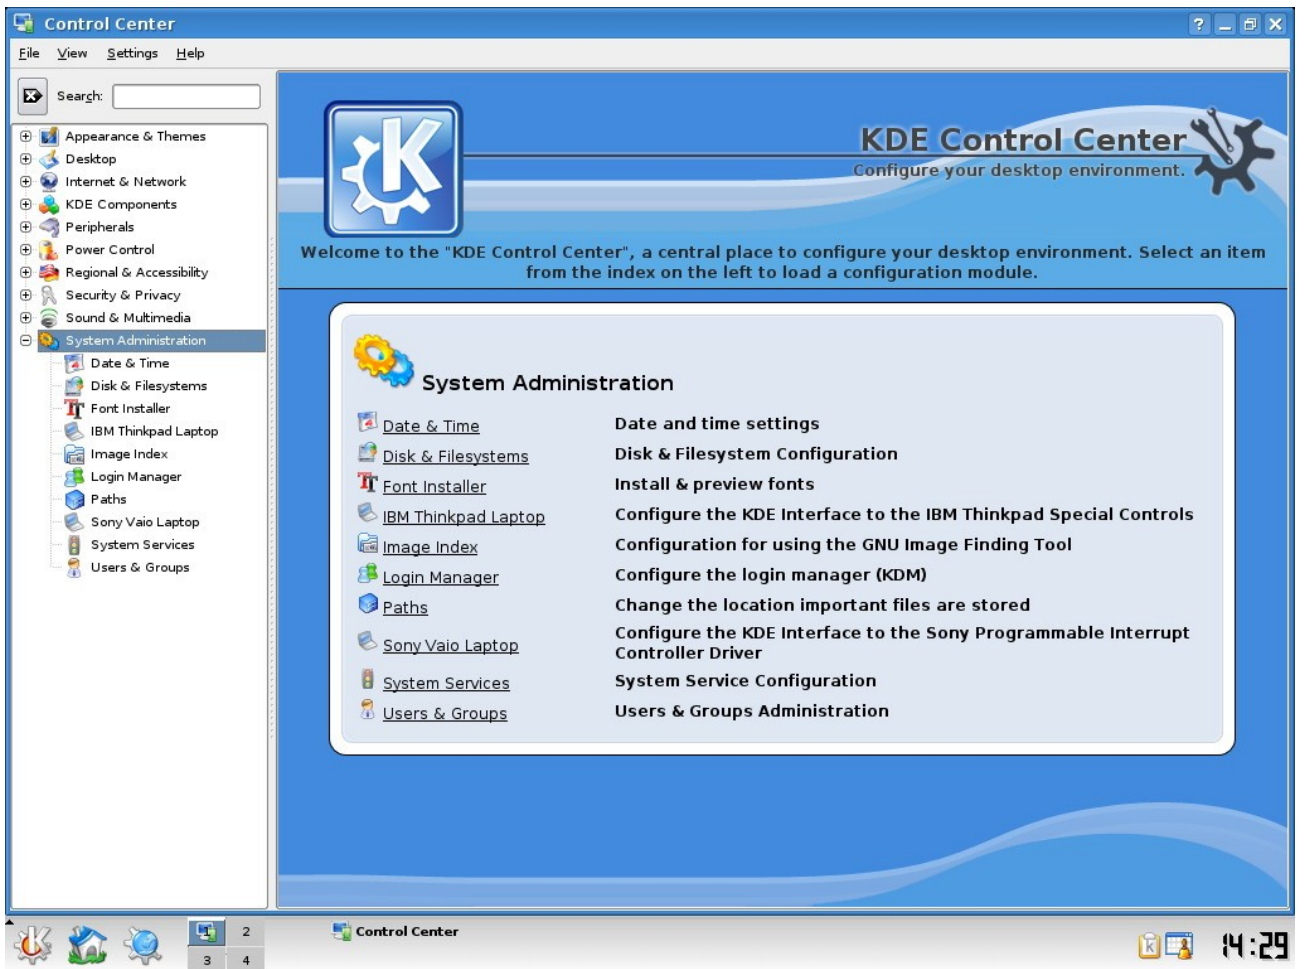 Control Center
File View Settings Help
Search:
Appearance & Themes
Desktop
Internet & Network
KDE Components
Peripherals
Power Control
Regional & Accessibility
Security & Privacy
Sound & Multimedia
System Administration
Date & Time
Disk & Filesystems
Font Installer
IBM Thinkpad Laptop
Image Index
Login Manager
Paths
Sony Vaio Laptop
System Services
Users & Groups
KDE Control Center
Configure your desktop environment.
Welcome to the "KDE Control Center", a central place to configure your desktop environment. Select an item
from the index on the left to load a configuration module.
System Administration
Date & Time Date and time settings
Disk & Filesystems Disk & Filesystem Configuration
Font Installer Install & preview fonts
IBM Thinkpad Laptop Configure the KDE Interface to the IBM Thinkpad Special Controls
Image Index Configuration for using the GNU Image Finding Tool
Login Manager Configure the login manager (KDM)
Paths Change the location important files are stored
Sony Vaio Laptop Configure the KDE Interface to the Sony Programmable Interrupt
Controller Driver
System Services System Service Configuration
Users & Groups Users & Groups Administration
2
3 4
Control Center
14:29